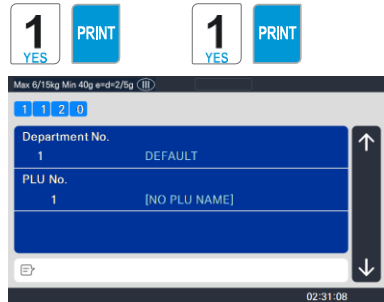 1 YES PRINT 1 YES PRINT
Max 6/15kg Min 40g e=d=2/5g (III)
1 1 2 0
Department No.
1 DEFAULT
PLU No.
1 [NO PLU NAME]
02:31:08